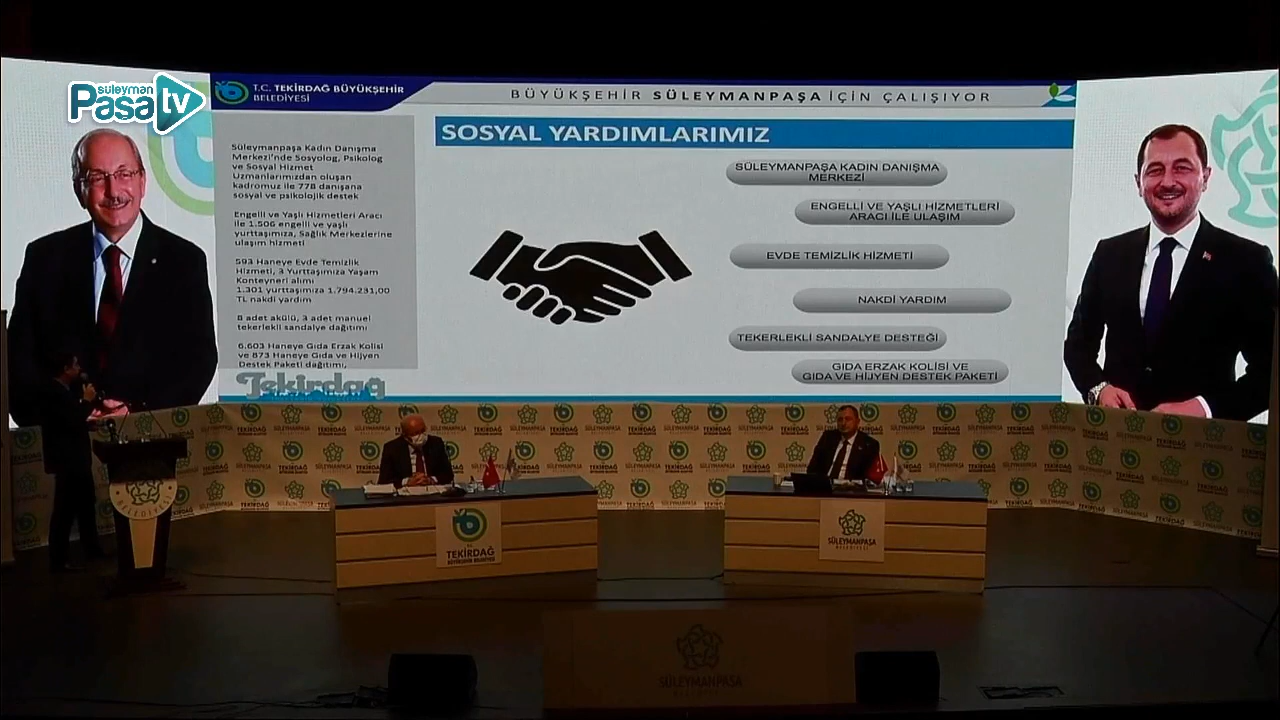 süleyman
Paşa tv
T.C. TEKİRDAĞ BÜYÜKŞEHİR
BELEDİYESİ
BÜYÜKŞEHİR SÜLEYMANPAŞA İÇİN ÇALIŞIYOR
SOSYAL YARDIMLARIMIZ
Süleymanpaşa Kadın Danışma
Merkezi'nde Sosyolog, Psikolog
ve Sosyal Hizmet
Uzmanlarımızdan oluşan
kadromuz ile 778 danışana
sosyal ve psikolojik destek
Engelli ve Yaşlı Hizmetleri Aracı
ile 1.506 engelli ve yaşlı
yurttaşımıza, Sağlık Merkezlerine
ulaşım hizmeti
593 Haneye Evde Temizlik
Hizmeti, 3 Yurttaşımıza Yaşam
Konteyneri alımı
1.301 yurttaşımıza 1.794.231,00
TL nakdi yardım
8 adet akülü, 3 adet manuel
tekerlekli sandalye dağıtımı
6.603 Haneye Gıda Erzak Kolisi
ve 873 Haneye Gıda ve Hijyen
Destek Paketi dağıtımı,
Tekirdağ
SÜLEYMANPAŞA KADIN DANIŞMA
MERKEZİ
ENGELLİ VE YAŞLI HİZMETLERİ
ARACI İLE ULAŞIM
EVDE TEMİZLİK HİZMETİ
NAKDİ YARDIM
TEKERLEKLİ SANDALYE DESTEĞİ
GIDA ERZAK KOLİSİ VE
GIDA VE HİJYEN DESTEK PAKETİ
BELEDİYESİ
TEKİRDAĞ
BÜYÜKŞEHİR BELEDİYESİ
SÜLEYMANPAŞA
BELEDİYESİ
SÜLEYMANPAŞA
BELEDİYESİ